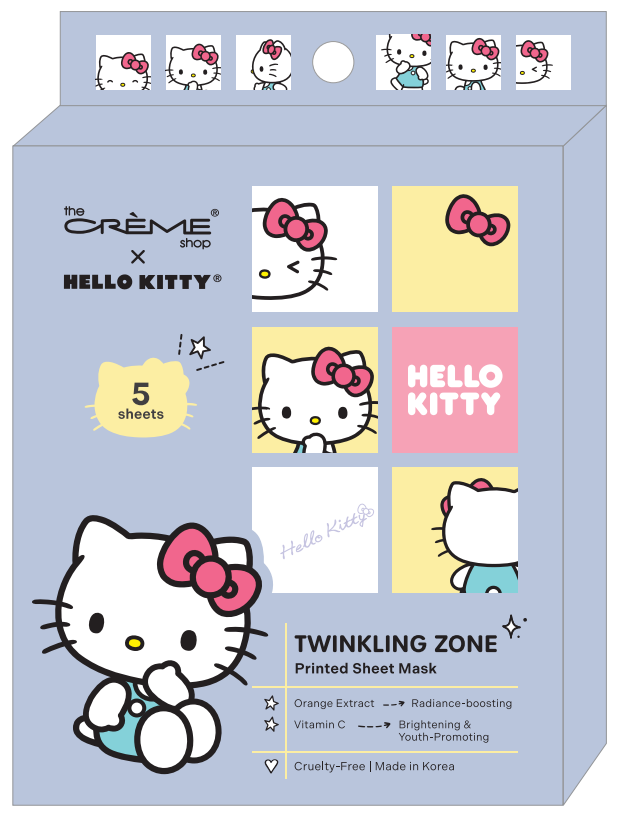 the
CRÈME®
shop
×
HELLO KITTY®
5
sheets
HELLO
KITTY
Hello Kitty
TWINKLING ZONE
Printed Sheet Mask
Orange Extract --→ Radiance-boosting
Vitamin C ---→ Brightening &
Youth-Promoting
Cruelty-Free | Made in Korea